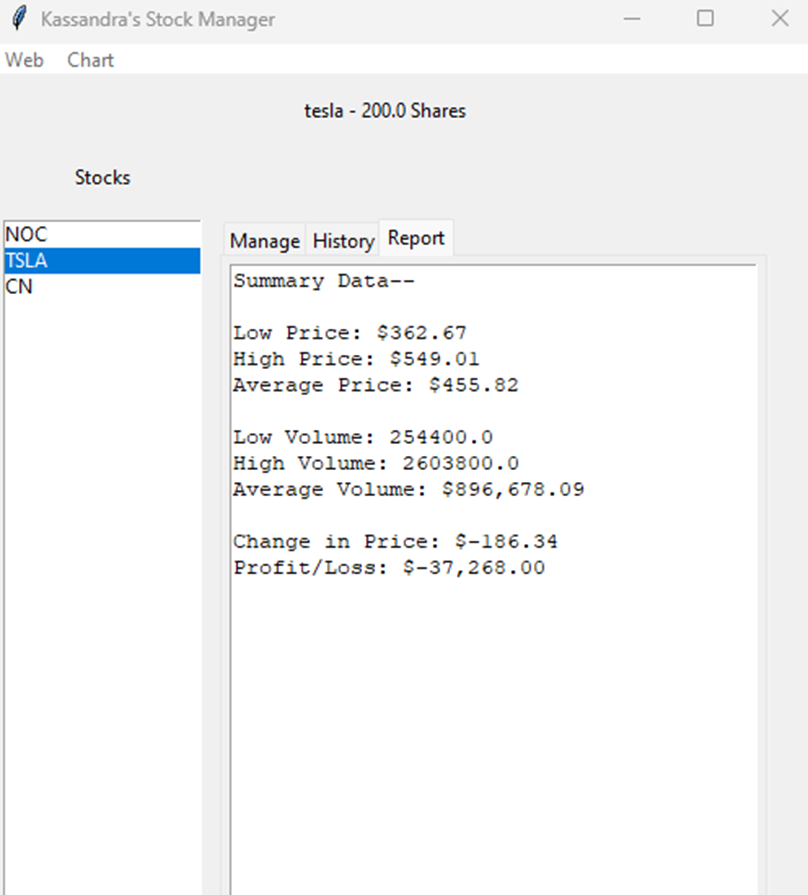 Kassandra's Stock Manager
Web Chart
tesla - 200.0 Shares
Stocks
NOC
TSLA
CN
Manage History Report
Summary Data--
Low Price: $362.67
High Price: $549.01
Average Price: $455.82
Low Volume: 254400.0
High Volume: 2603800.0
Average Volume: $896,678.09
Change in Price: $-186.34
Profit/Loss: $-37,268.00